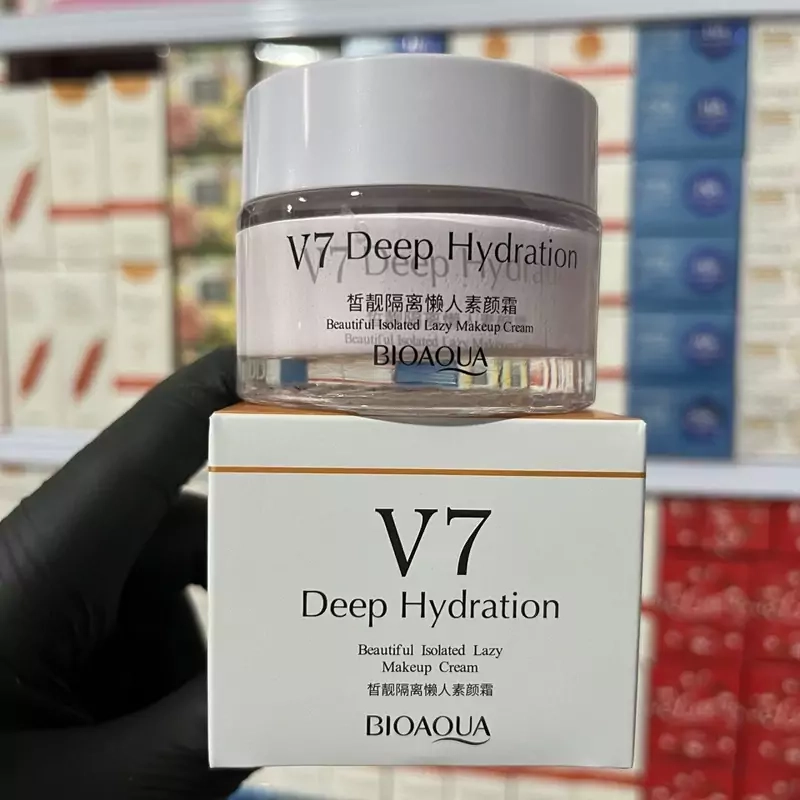 V7 Deep Hydration
皙靓隔离懒人素颜霜
Beautiful Isolated Lazy Makeup Cream
BIOAQUA
V7
Deep Hydration
Beautiful Isolated Lazy
Makeup Cream
皙靓隔离懒人素颜霜
BIOAQUA